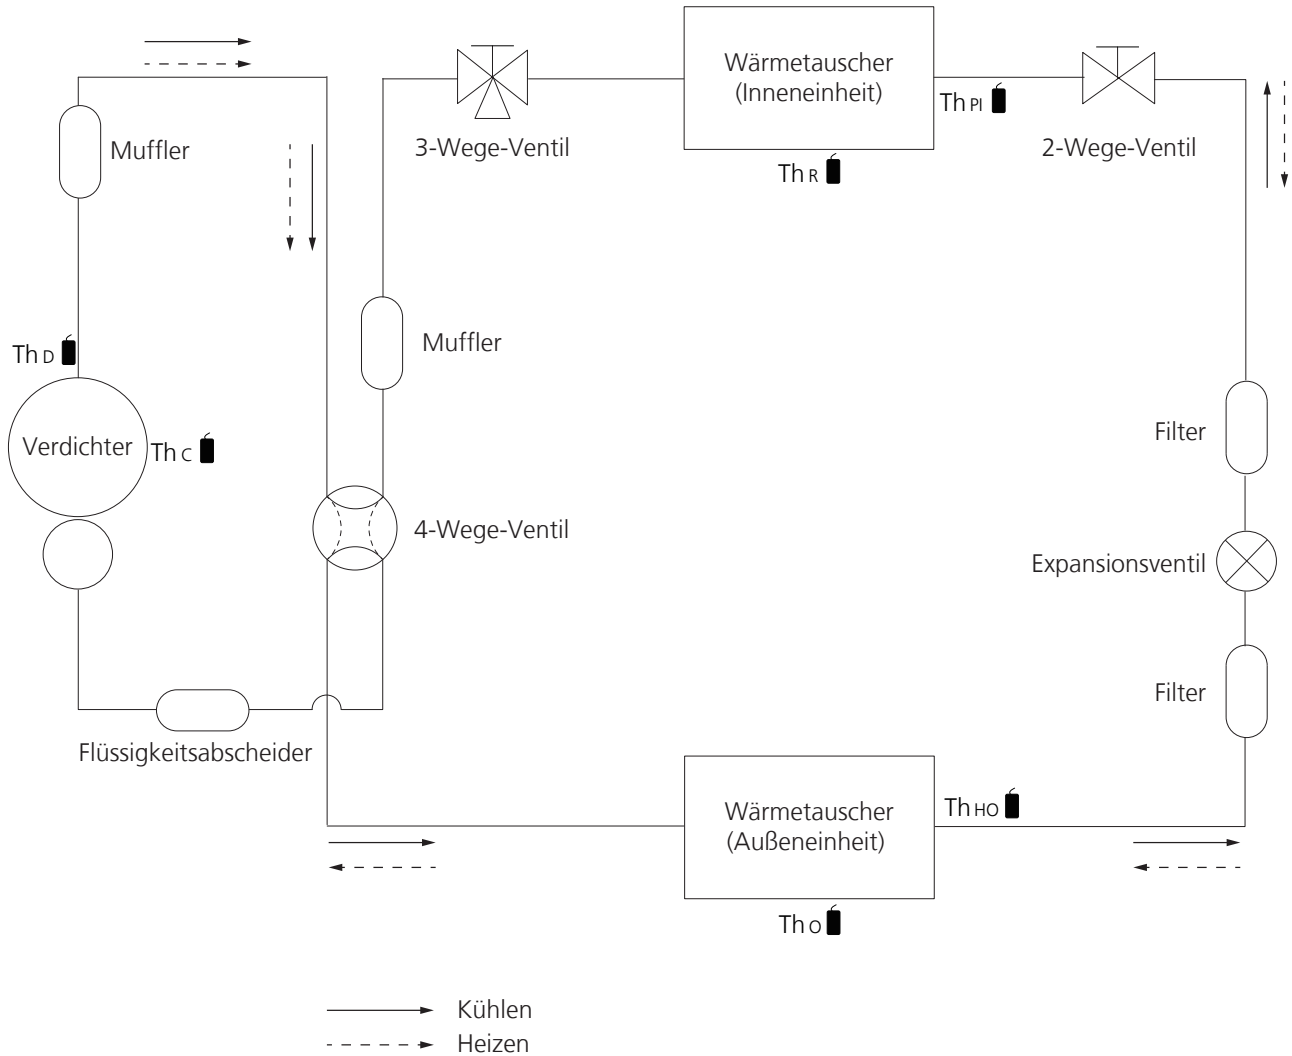 Wärmetauscher
(Inneneinheit)
Th PI
Muffler
3-Wege-Ventil
2-Wege-Ventil
Th R
Muffler
Th D
Verdichter
Th C
Filter
4-Wege-Ventil
Expansionsventil
Filter
Flüssigkeitsabscheider
Wärmetauscher
(Außeneinheit)
Th HO
Th O
Kühlen
Heizen